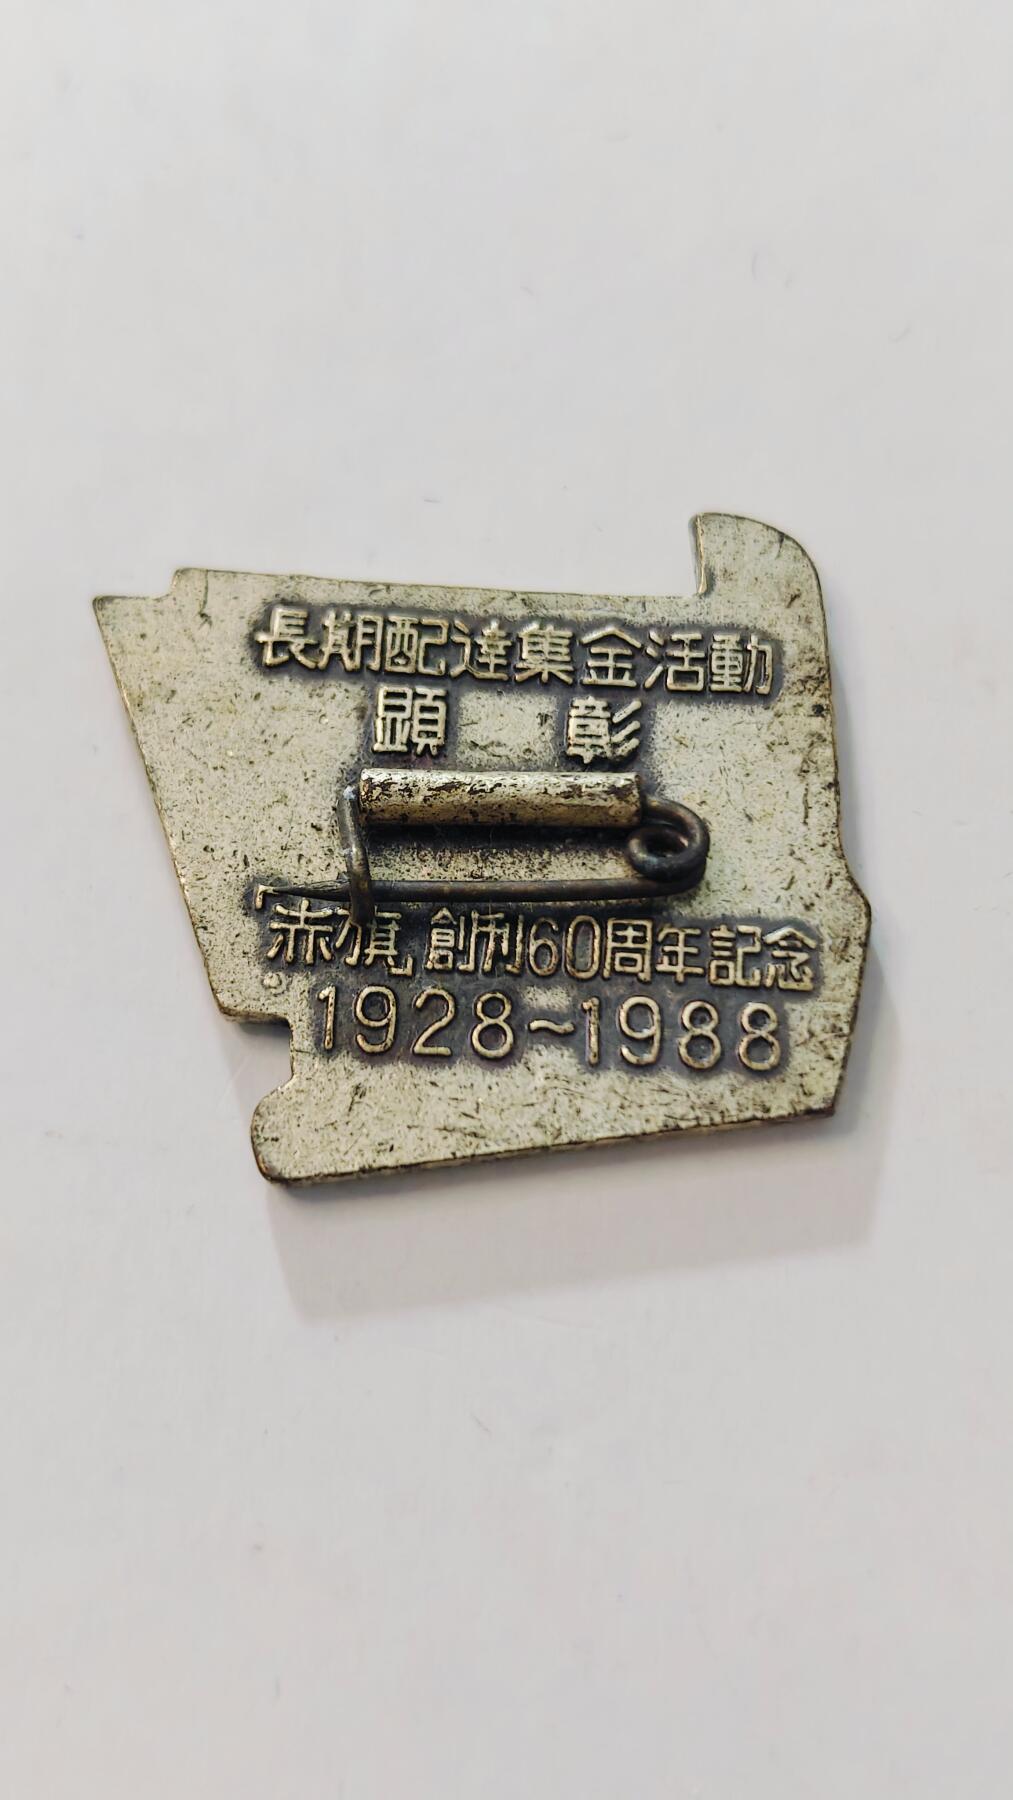 長期配達集金活動
顕 彰
「赤旗」創刊60周年記念
1928~1988